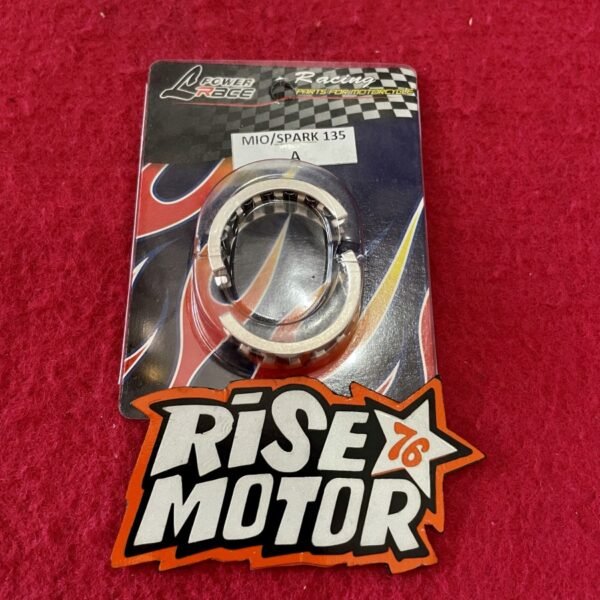 POWER
RACE
Racing
PARTS FOR MOTORCYCLE
MIO/SPARK 135
A
RiSE
76
MOTOR